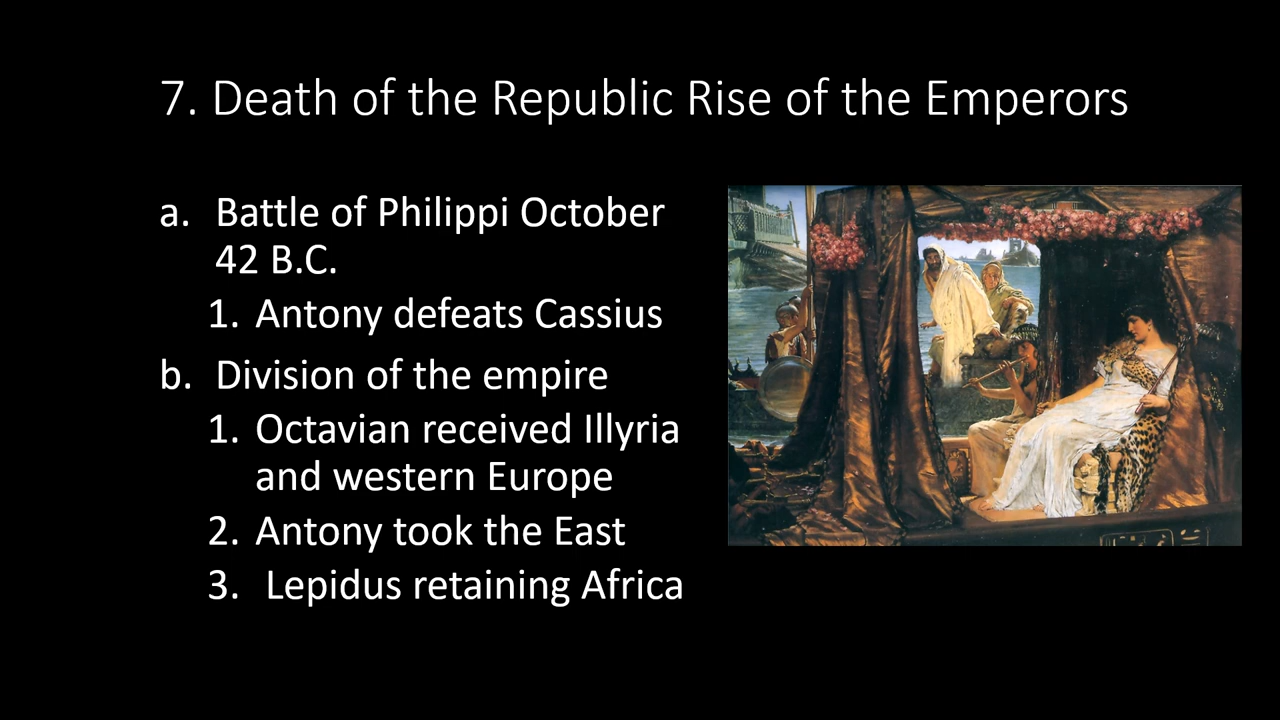 7. Death of the Republic Rise of the Emperors
a. Battle of Philippi October
42 B.C.
1. Antony defeats Cassius
b. Division of the empire
1. Octavian received Illyria
and western Europe
2. Antony took the East
3. Lepidus retaining Africa